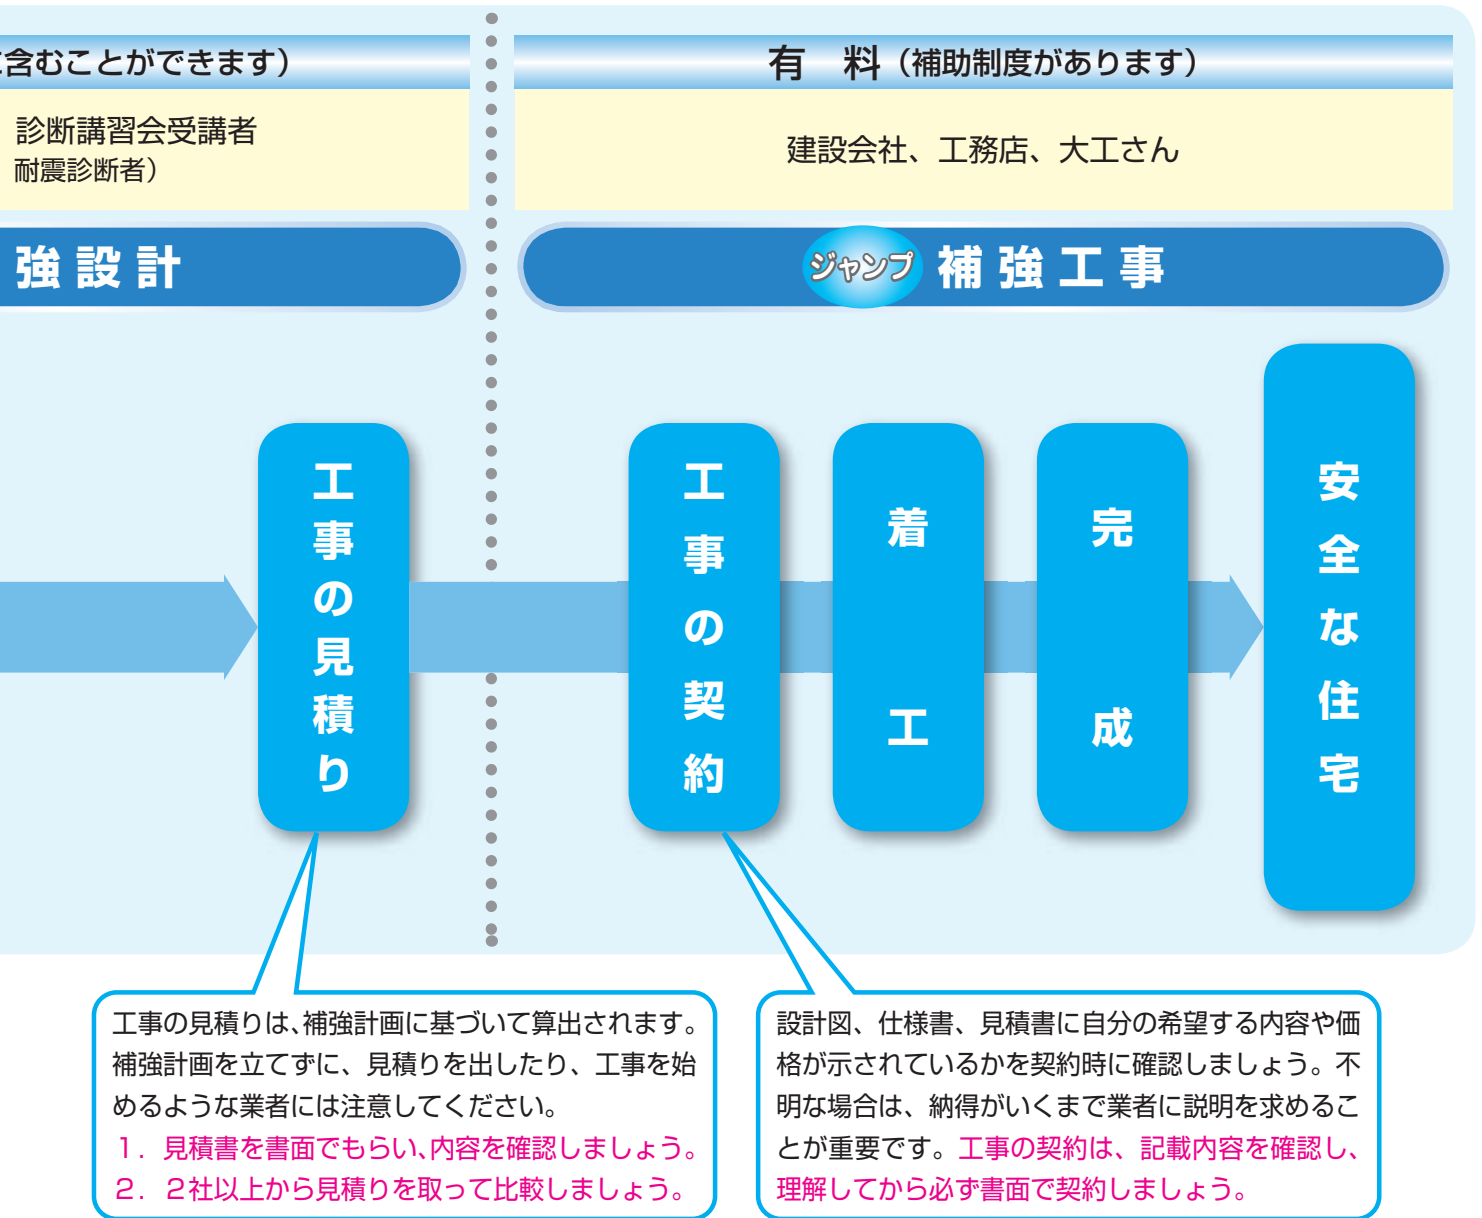 含むことができます）
診断講習会受講者
耐震診断者）
強設計
工事の見積り
工事の見積りは、補強計画に基づいて算出されます。
補強計画を立てずに、見積りを出したり、工事を始
めるような業者には注意してください。
１．見積書を書面でもらい、内容を確認しましょう。
２．２社以上から見積りを取って比較しましょう。
有　料（補助制度があります）
建設会社、工務店、大工さん
ジャンプ 補強工事
工事の契約
着工
完成
安全な住宅
設計図、仕様書、見積書に自分の希望する内容や価
格が示されているかを契約時に確認しましょう。不
明な場合は、納得がいくまで業者に説明を求めるこ
とが重要です。工事の契約は、記載内容を確認し、
理解してから必ず書面で契約しましょう。